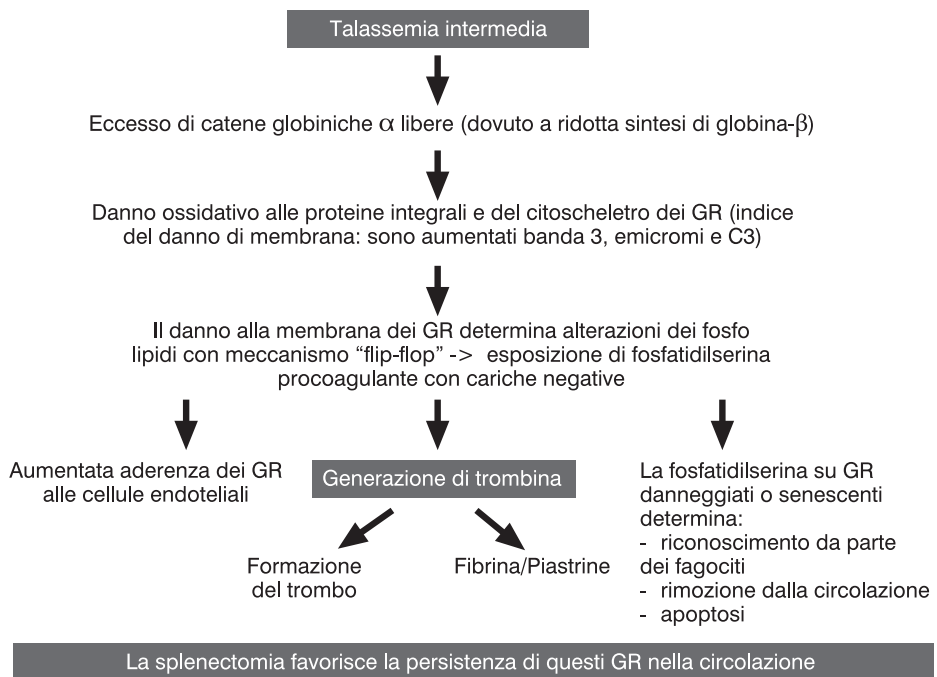 Talassemia intermedia
Eccesso di catene globiniche α libere (dovuto a ridotta sintesi di globina-β)
Danno ossidativo alle proteine integrali e del citoscheletro dei GR (indice
del danno di membrana: sono aumentati banda 3, emicromi e C3)
Il danno alla membrana dei GR determina alterazioni dei fosfo
lipidi con meccanismo “flip-flop” -> esposizione di fosfatidilserina
procoagulante con cariche negative
Aumentata aderenza dei GR
alle cellule endoteliali
Generazione di trombina
Formazione
del trombo
Fibrina/Piastrine
La fosfatidilserina su GR
danneggiati o senescenti
determina:
- riconoscimento da parte
dei fagociti
- rimozione dalla circolazione
- apoptosi
La splenectomia favorisce la persistenza di questi GR nella circolazione